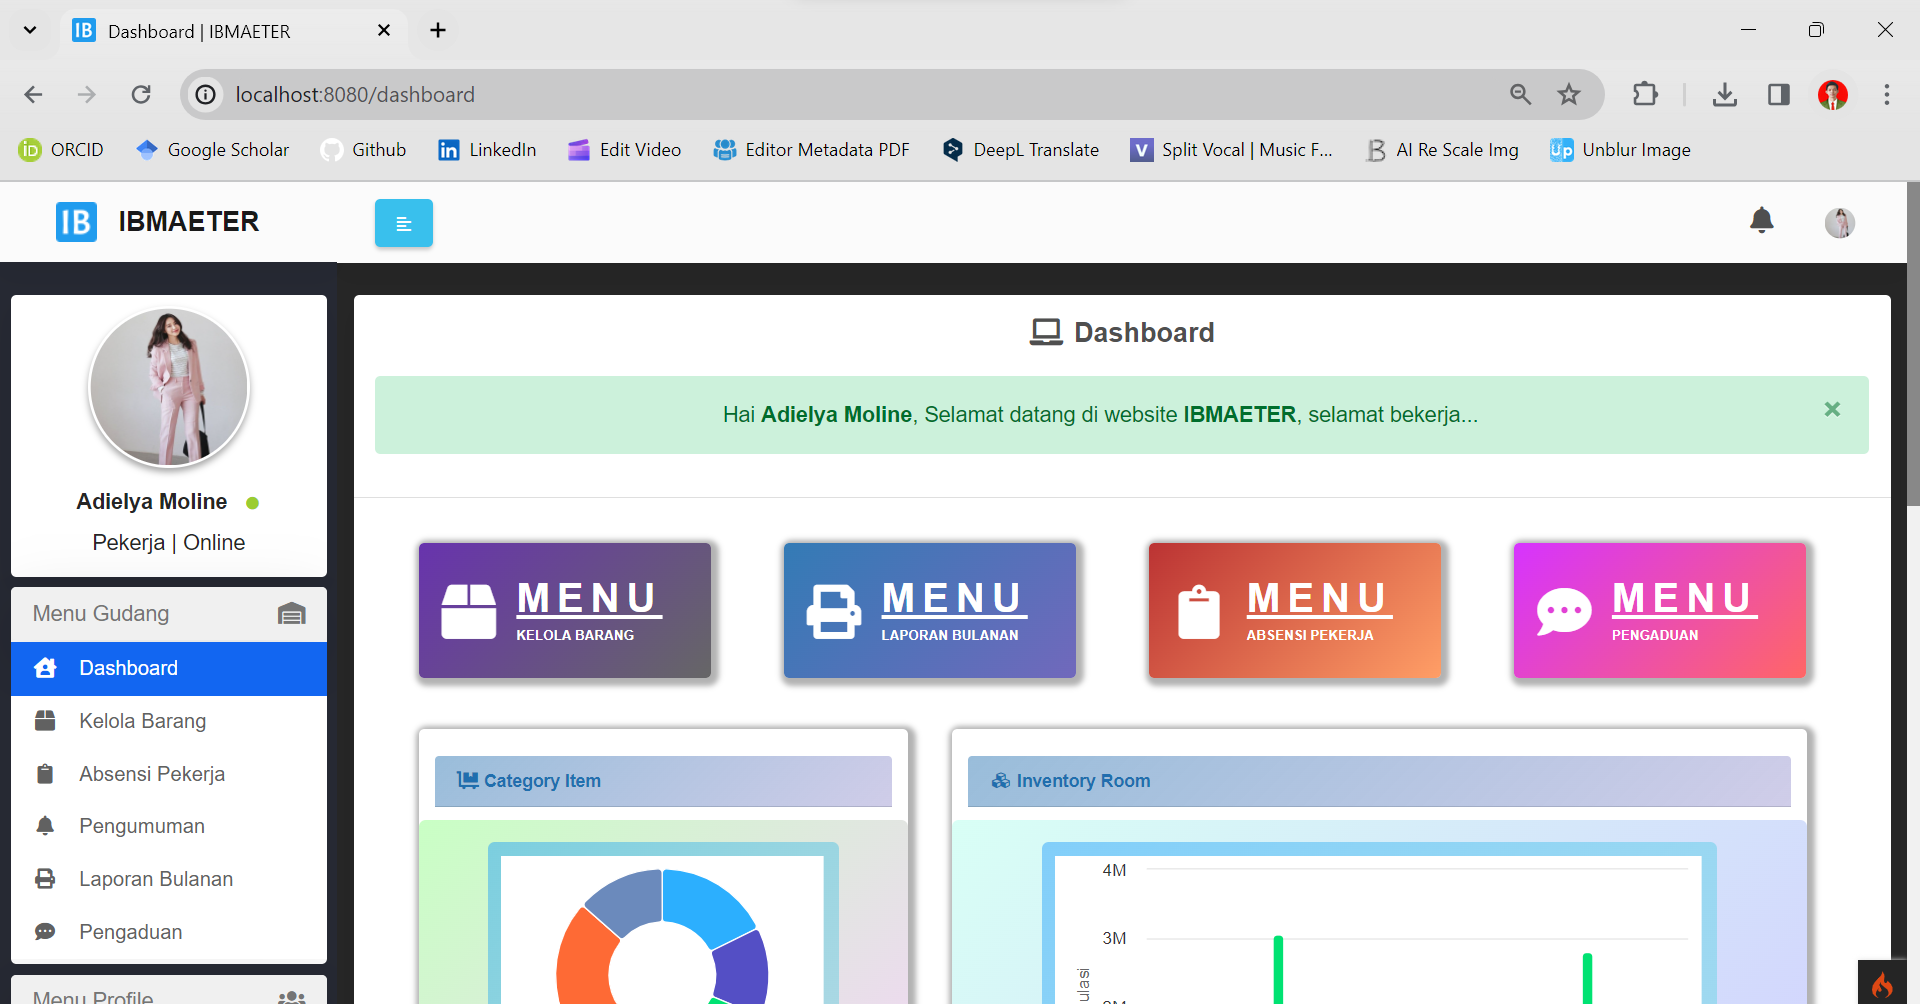 Dashboard | IBMAETER
localhost:8080/dashboard
ORCID
Google Scholar
Github
LinkedIn
Edit Video
Editor Metadata PDF
DeepL Translate
Split Vocal | Music F...
AI Re Scale Img
Unblur Image
IB IBMAETER
Adielya Moline
Pekerja | Online
Menu Gudang
Dashboard
Kelola Barang
Absensi Pekerja
Pengumuman
Laporan Bulanan
Pengaduan
Menu Profile
Dashboard
Hai Adielya Moline, Selamat datang di website IBMAETER, selamat bekerja...
MENU
KELOLA BARANG
MENU
LAPORAN BULANAN
MENU
ABSENSI PEKERJA
MENU
PENGADUAN
Category Item
Inventory Room
4M
3M